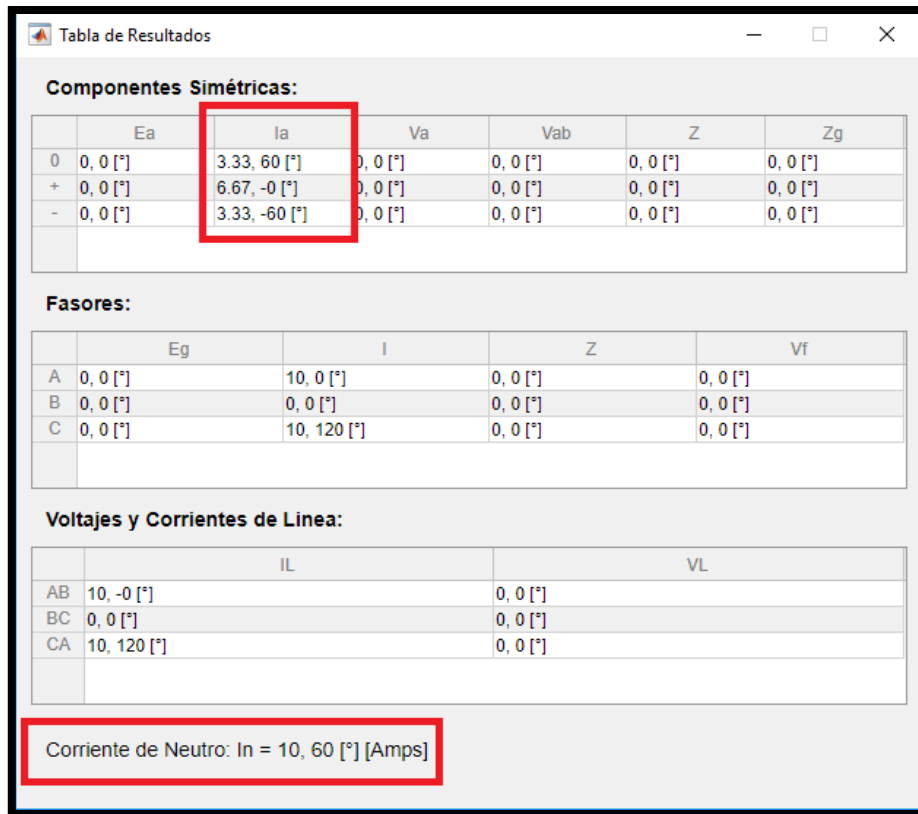 Tabla de Resultados
Componentes Simétricas:
Ea Ia Va Vab Z Zg
0 0, 0 [°] 3.33, 60 [°] 0, 0 [°] 0, 0 [°] 0, 0 [°] 0, 0 [°]
+ 0, 0 [°] 6.67, -0 [°] 0, 0 [°] 0, 0 [°] 0, 0 [°] 0, 0 [°]
- 0, 0 [°] 3.33, -60 [°] 0, 0 [°] 0, 0 [°] 0, 0 [°] 0, 0 [°]
Fasores:
Eg I Z Vf
A 0, 0 [°] 10, 0 [°] 0, 0 [°] 0, 0 [°]
B 0, 0 [°] 0, 0 [°] 0, 0 [°] 0, 0 [°]
C 0, 0 [°] 10, 120 [°] 0, 0 [°] 0, 0 [°]
Voltajes y Corrientes de Linea:
IL VL
AB 10, -0 [°] 0, 0 [°]
BC 0, 0 [°] 0, 0 [°]
CA 10, 120 [°] 0, 0 [°]
Corriente de Neutro: In = 10, 60 [°] [Amps]